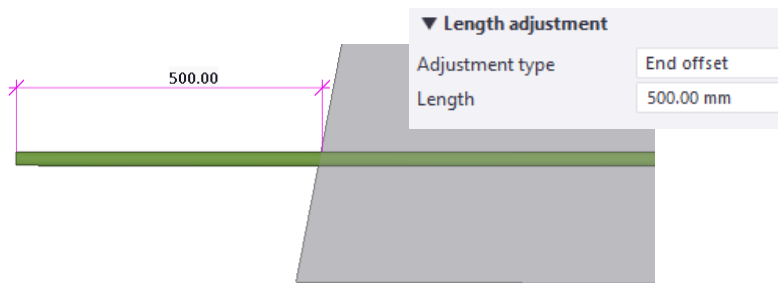 ▼ Length adjustment
Adjustment type End offset
Length 500.00 mm
500.00